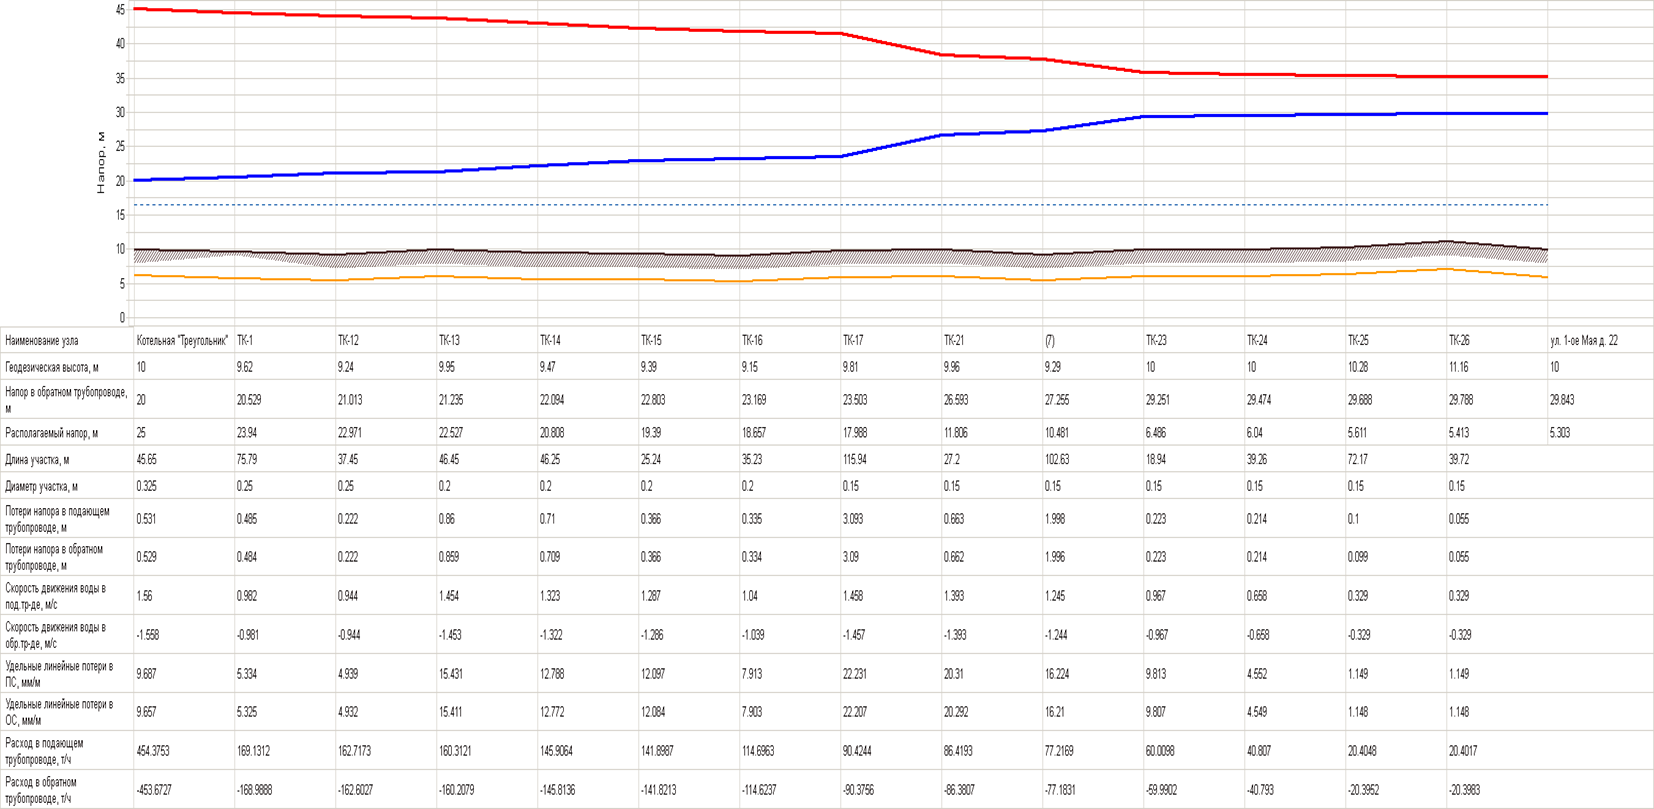 45
40
35
30
25
20
15
10
5
0
Напор, м
Наименование узла Котельная "Треугольник" ТК-1 ТК-12 ТК-13 ТК-14 ТК-15 ТК-16 ТК-17 ТК-21 (7) ТК-23 ТК-24 ТК-25 ТК-26 ул. 1-ое Мая д. 22
Геодезическая высота, м 10 9.62 9.24 9.95 9.47 9.39 9.15 9.81 9.96 9.29 10 10 10.28 11.16 10
Напор в обратном трубопроводе,
м 20 20.529 21.013 21.235 22.094 22.803 23.169 23.503 26.593 27.255 29.251 29.474 29.688 29.788 29.843
Располагаемый напор, м 25 23.94 22.971 22.527 20.808 19.39 18.657 17.988 11.806 10.481 6.486 6.04 5.611 5.413 5.303
Длина участка, м 45.65 75.79 37.45 46.45 46.25 25.24 35.23 115.94 27.2 102.63 18.94 39.26 72.17 39.72
Диаметр участка, м 0.325 0.25 0.25 0.2 0.2 0.2 0.2 0.15 0.15 0.15 0.15 0.15 0.15 0.15
Потери напора в подающем
трубопроводе, м 0.531 0.485 0.222 0.86 0.71 0.366 0.335 3.093 0.663 1.998 0.223 0.214 0.1 0.055
Потери напора в обратном
трубопроводе, м 0.529 0.484 0.222 0.859 0.709 0.366 0.334 3.09 0.662 1.996 0.223 0.214 0.099 0.055
Скорость движения воды в
под.тр-де, м/с 1.56 0.982 0.944 1.454 1.323 1.287 1.04 1.458 1.393 1.245 0.967 0.658 0.329 0.329
Скорость движения воды в
обр.тр-де, м/с -1.558 -0.981 -0.944 -1.453 -1.322 -1.286 -1.039 -1.457 -1.393 -1.244 -0.967 -0.658 -0.329 -0.329
Удельные линейные потери в
ПС, мм/м 9.687 5.334 4.939 15.431 12.788 12.097 7.913 22.231 20.31 16.224 9.813 4.552 1.149 1.149
Удельные линейные потери в
ОС, мм/м 9.657 5.325 4.932 15.411 12.772 12.084 7.903 22.207 20.292 16.21 9.807 4.549 1.148 1.148
Расход в подающем
трубопроводе, т/ч 454.3753 169.1312 162.7173 160.3121 145.9064 141.8987 114.6963 90.4244 86.4193 77.2169 60.0098 40.807 20.4048 20.4017
Расход в обратном
трубопроводе, т/ч -453.6727 -168.9888 -162.6027 -160.2079 -145.8136 -141.8213 -114.6237 -90.3756 -86.3807 -77.1831 -59.9902 -40.793 -20.3952 -20.3983